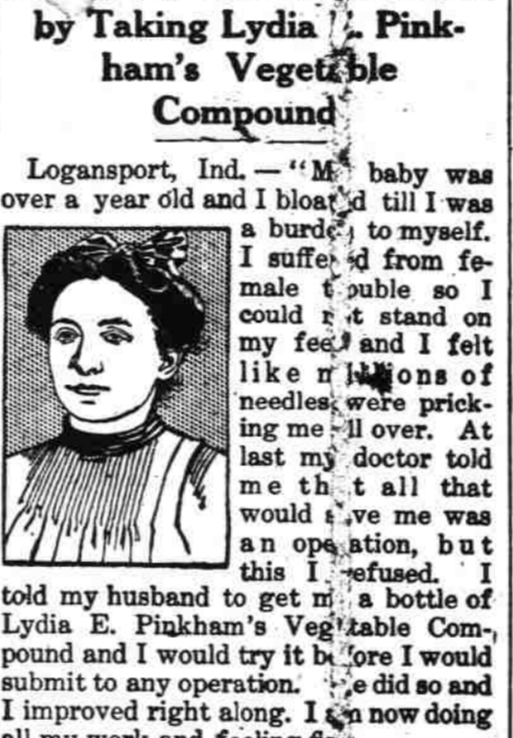 by Taking Lydia E. Pink-
ham's Vegetable
Compound
Logansport, Ind. — "My baby was
over a year old and I bloated till I was
a burden to myself.
I suffered from fe-
male trouble so I
could not stand on
my feet and I felt
like millions of
needles were prick-
ing me all over. At
last my doctor told
me that all that
would save me was
an operation, but
this I refused. I
told my husband to get me a bottle of
Lydia E. Pinkham's Vegetable Com-
pound and I would try it before I would
submit to any operation. He did so and
I improved right along. I am now doing
all my work and feeling